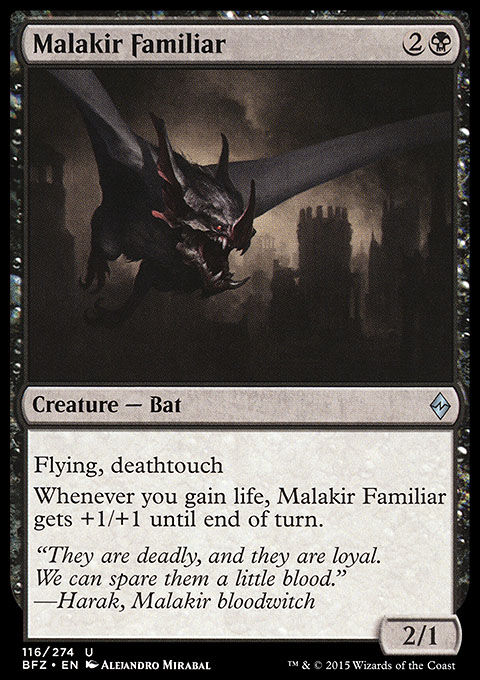 Malakir Familiar 2
Creature — Bat
Flying, deathtouch
Whenever you gain life, Malakir Familiar
gets +1/+1 until end of turn.
“They are deadly, and they are loyal.
We can spare them a little blood.”
—Harak, Malakir bloodwitch
2/1
116/274 U
BFZ • EN Alejandro Mirabal
™ & © 2015 Wizards of the Coast